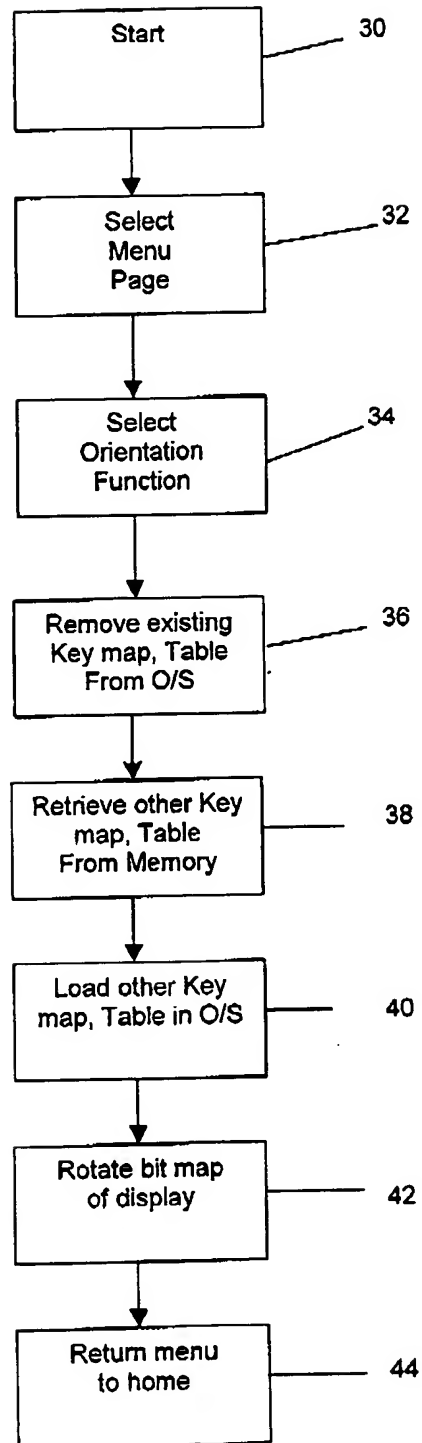 Start
30
Select
Menu
Page
32
Select
Orientation
Function
34
Remove existing
Key map, Table
From O/S
36
Retrieve other Key
map, Table
From Memory
38
Load other Key
map, Table in O/S
40
Rotate bit map
of display
42
Return menu
to home
44